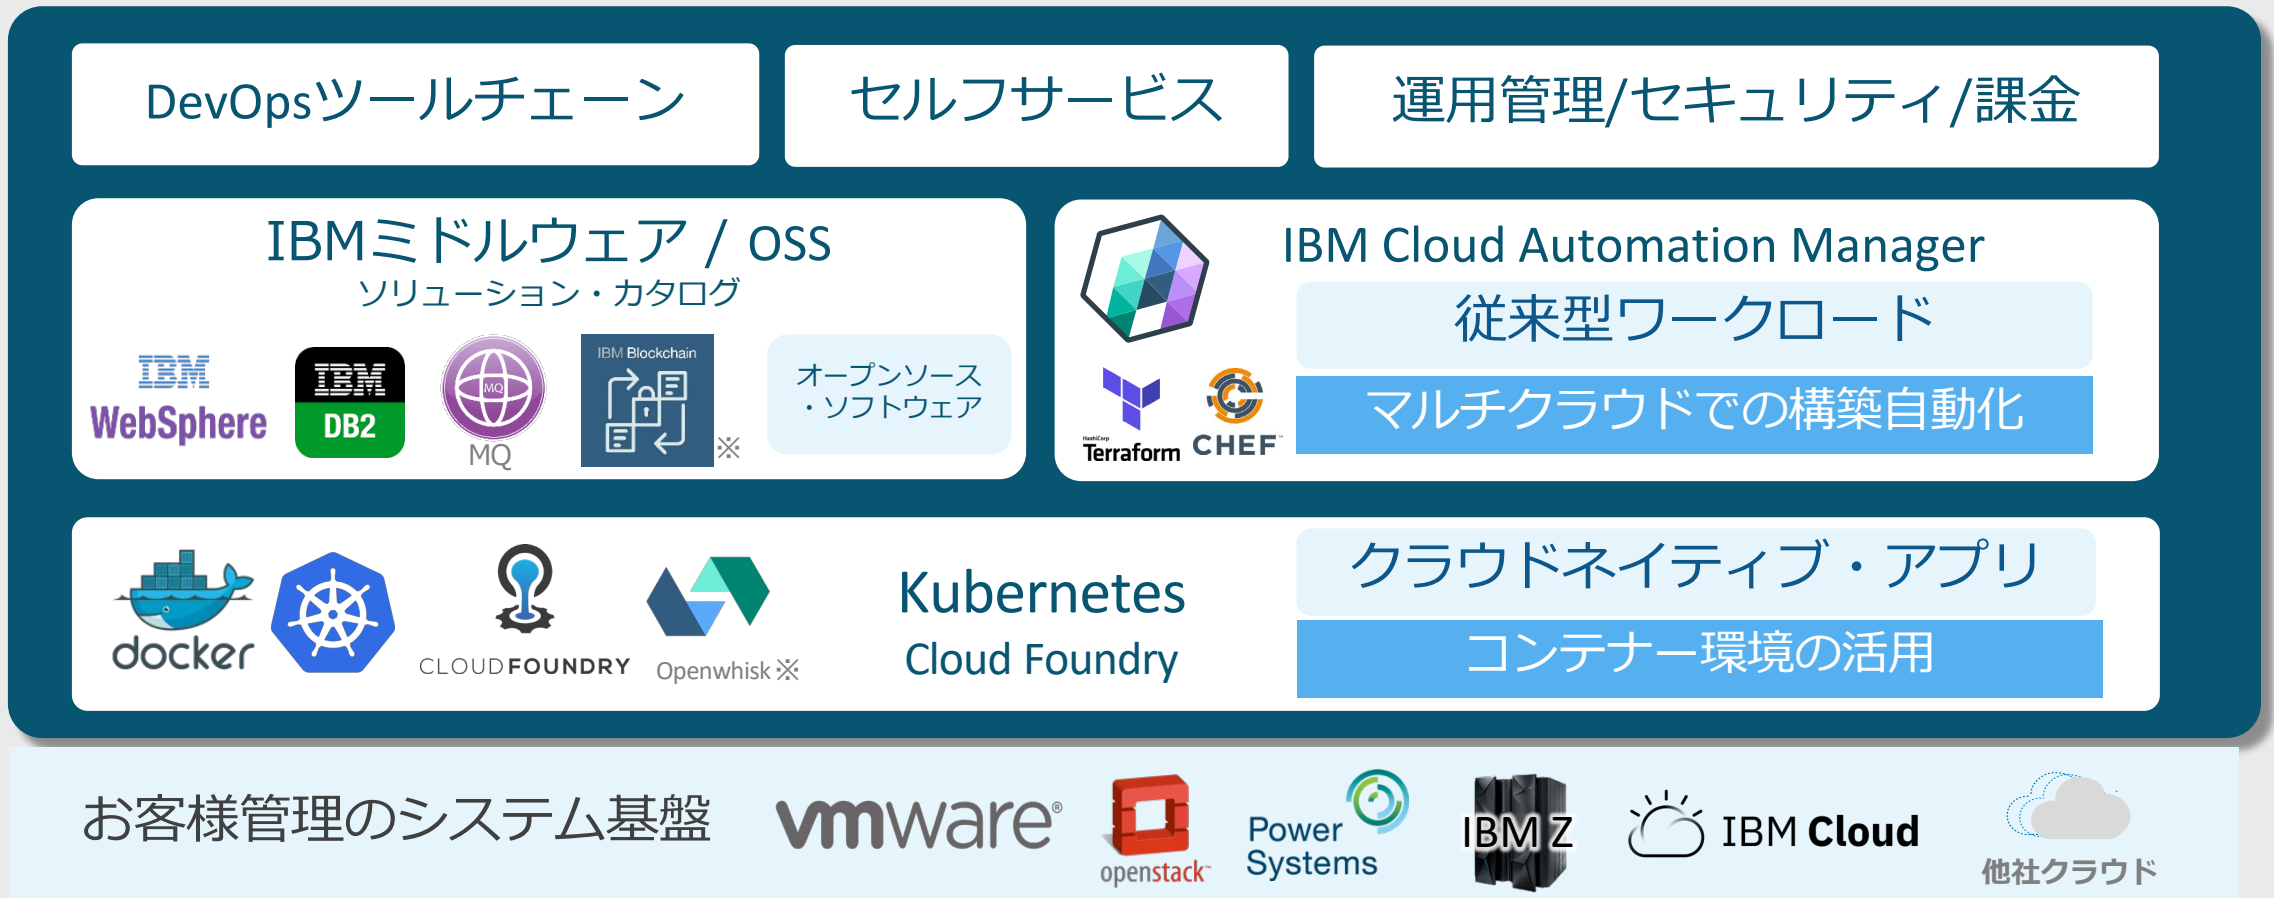 DevOpsツールチェーン
セルフサービス
運用管理/セキュリティ/課金
IBMミドルウェア / OSS
ソリューション・カタログ
IBM
WebSphere
IBM
DB2
MQ
MQ
IBM Blockchain
※
オープンソース
・ソフトウェア
IBM Cloud Automation Manager
従来型ワークロード
マルチクラウドでの構築自動化
HashiCorp
Terraform
CHEF™
docker
CLOUDFOUNDRY
Openwhisk※
Kubernetes
Cloud Foundry
クラウドネイティブ・アプリ
コンテナー環境の活用
お客様管理のシステム基盤
vmware®
openstack™
Power
Systems
IBM Z
IBM Cloud
他社クラウド